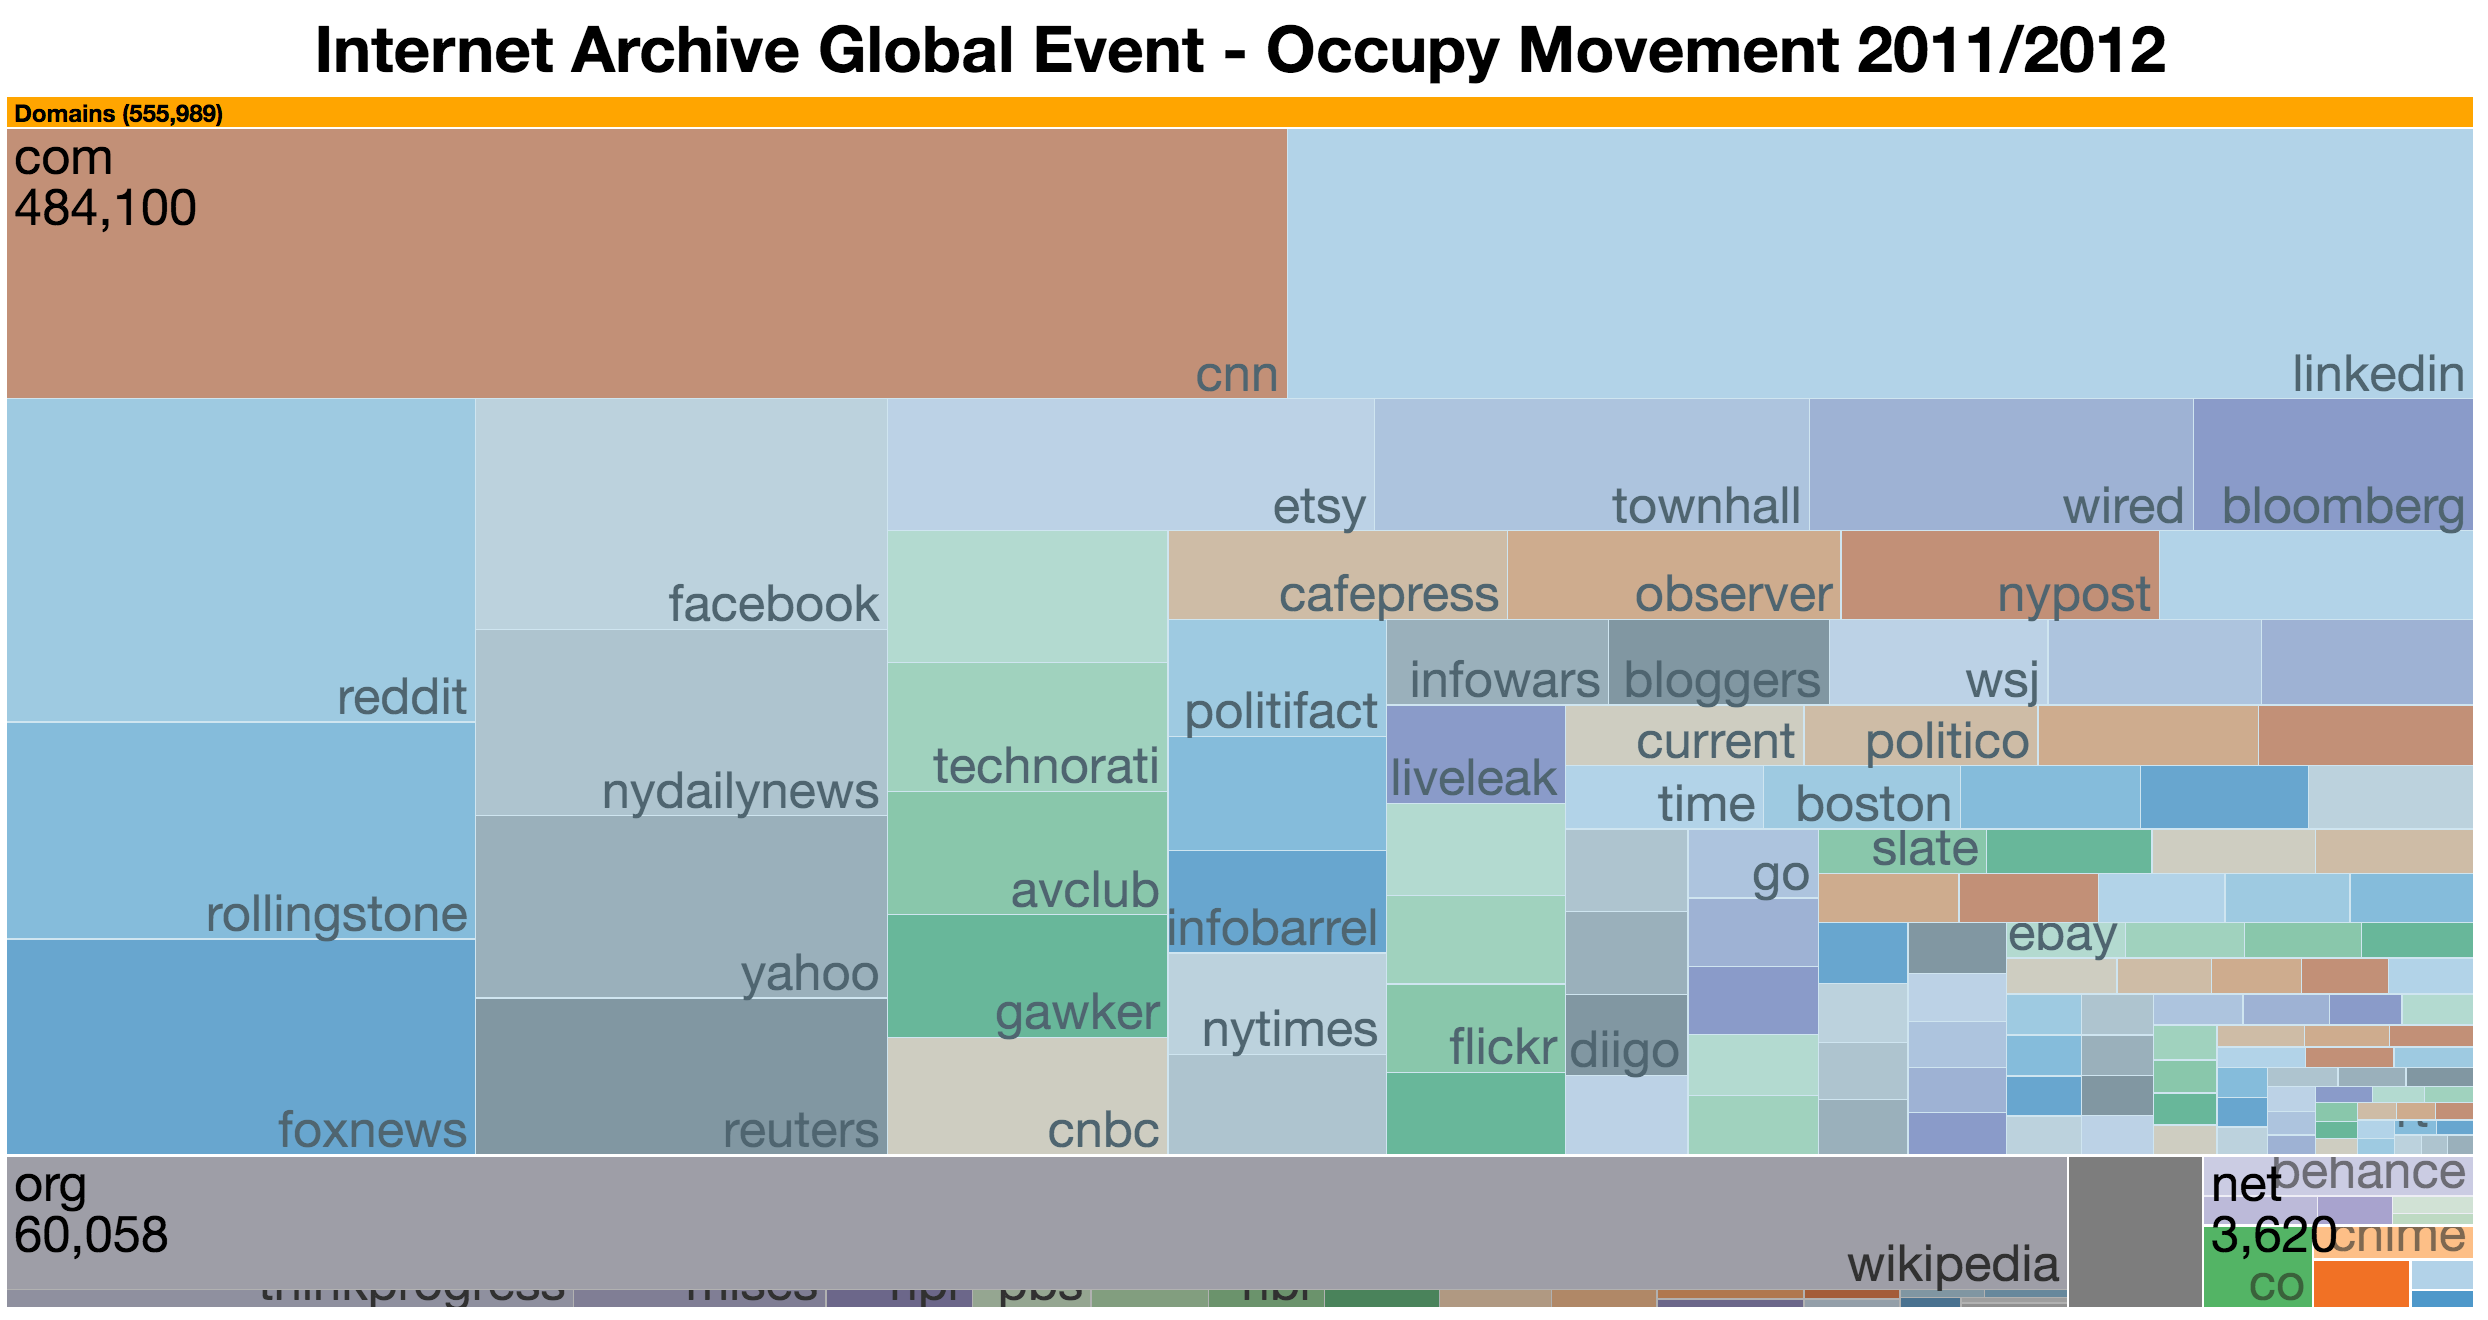 Internet Archive Global Event - Occupy Movement 2011/2012
Domains (555,989)
com
484,100
cnn
linkedin
etsy
townhall
wired
bloomberg
facebook
cafepress
observer
nypost
reddit
politifact
infowars
bloggers
wsj
technorati
current
politico
nydailynews
liveleak
time
boston
avclub
go
slate
rollingstone
infobarrel
ebay
yahoo
gawker
nytimes
flickr
diigo
foxnews
reuters
cnbc
org
60,058
wikipedia
net
3,620
behance
co
thinkprogress
mises
npr
pbs